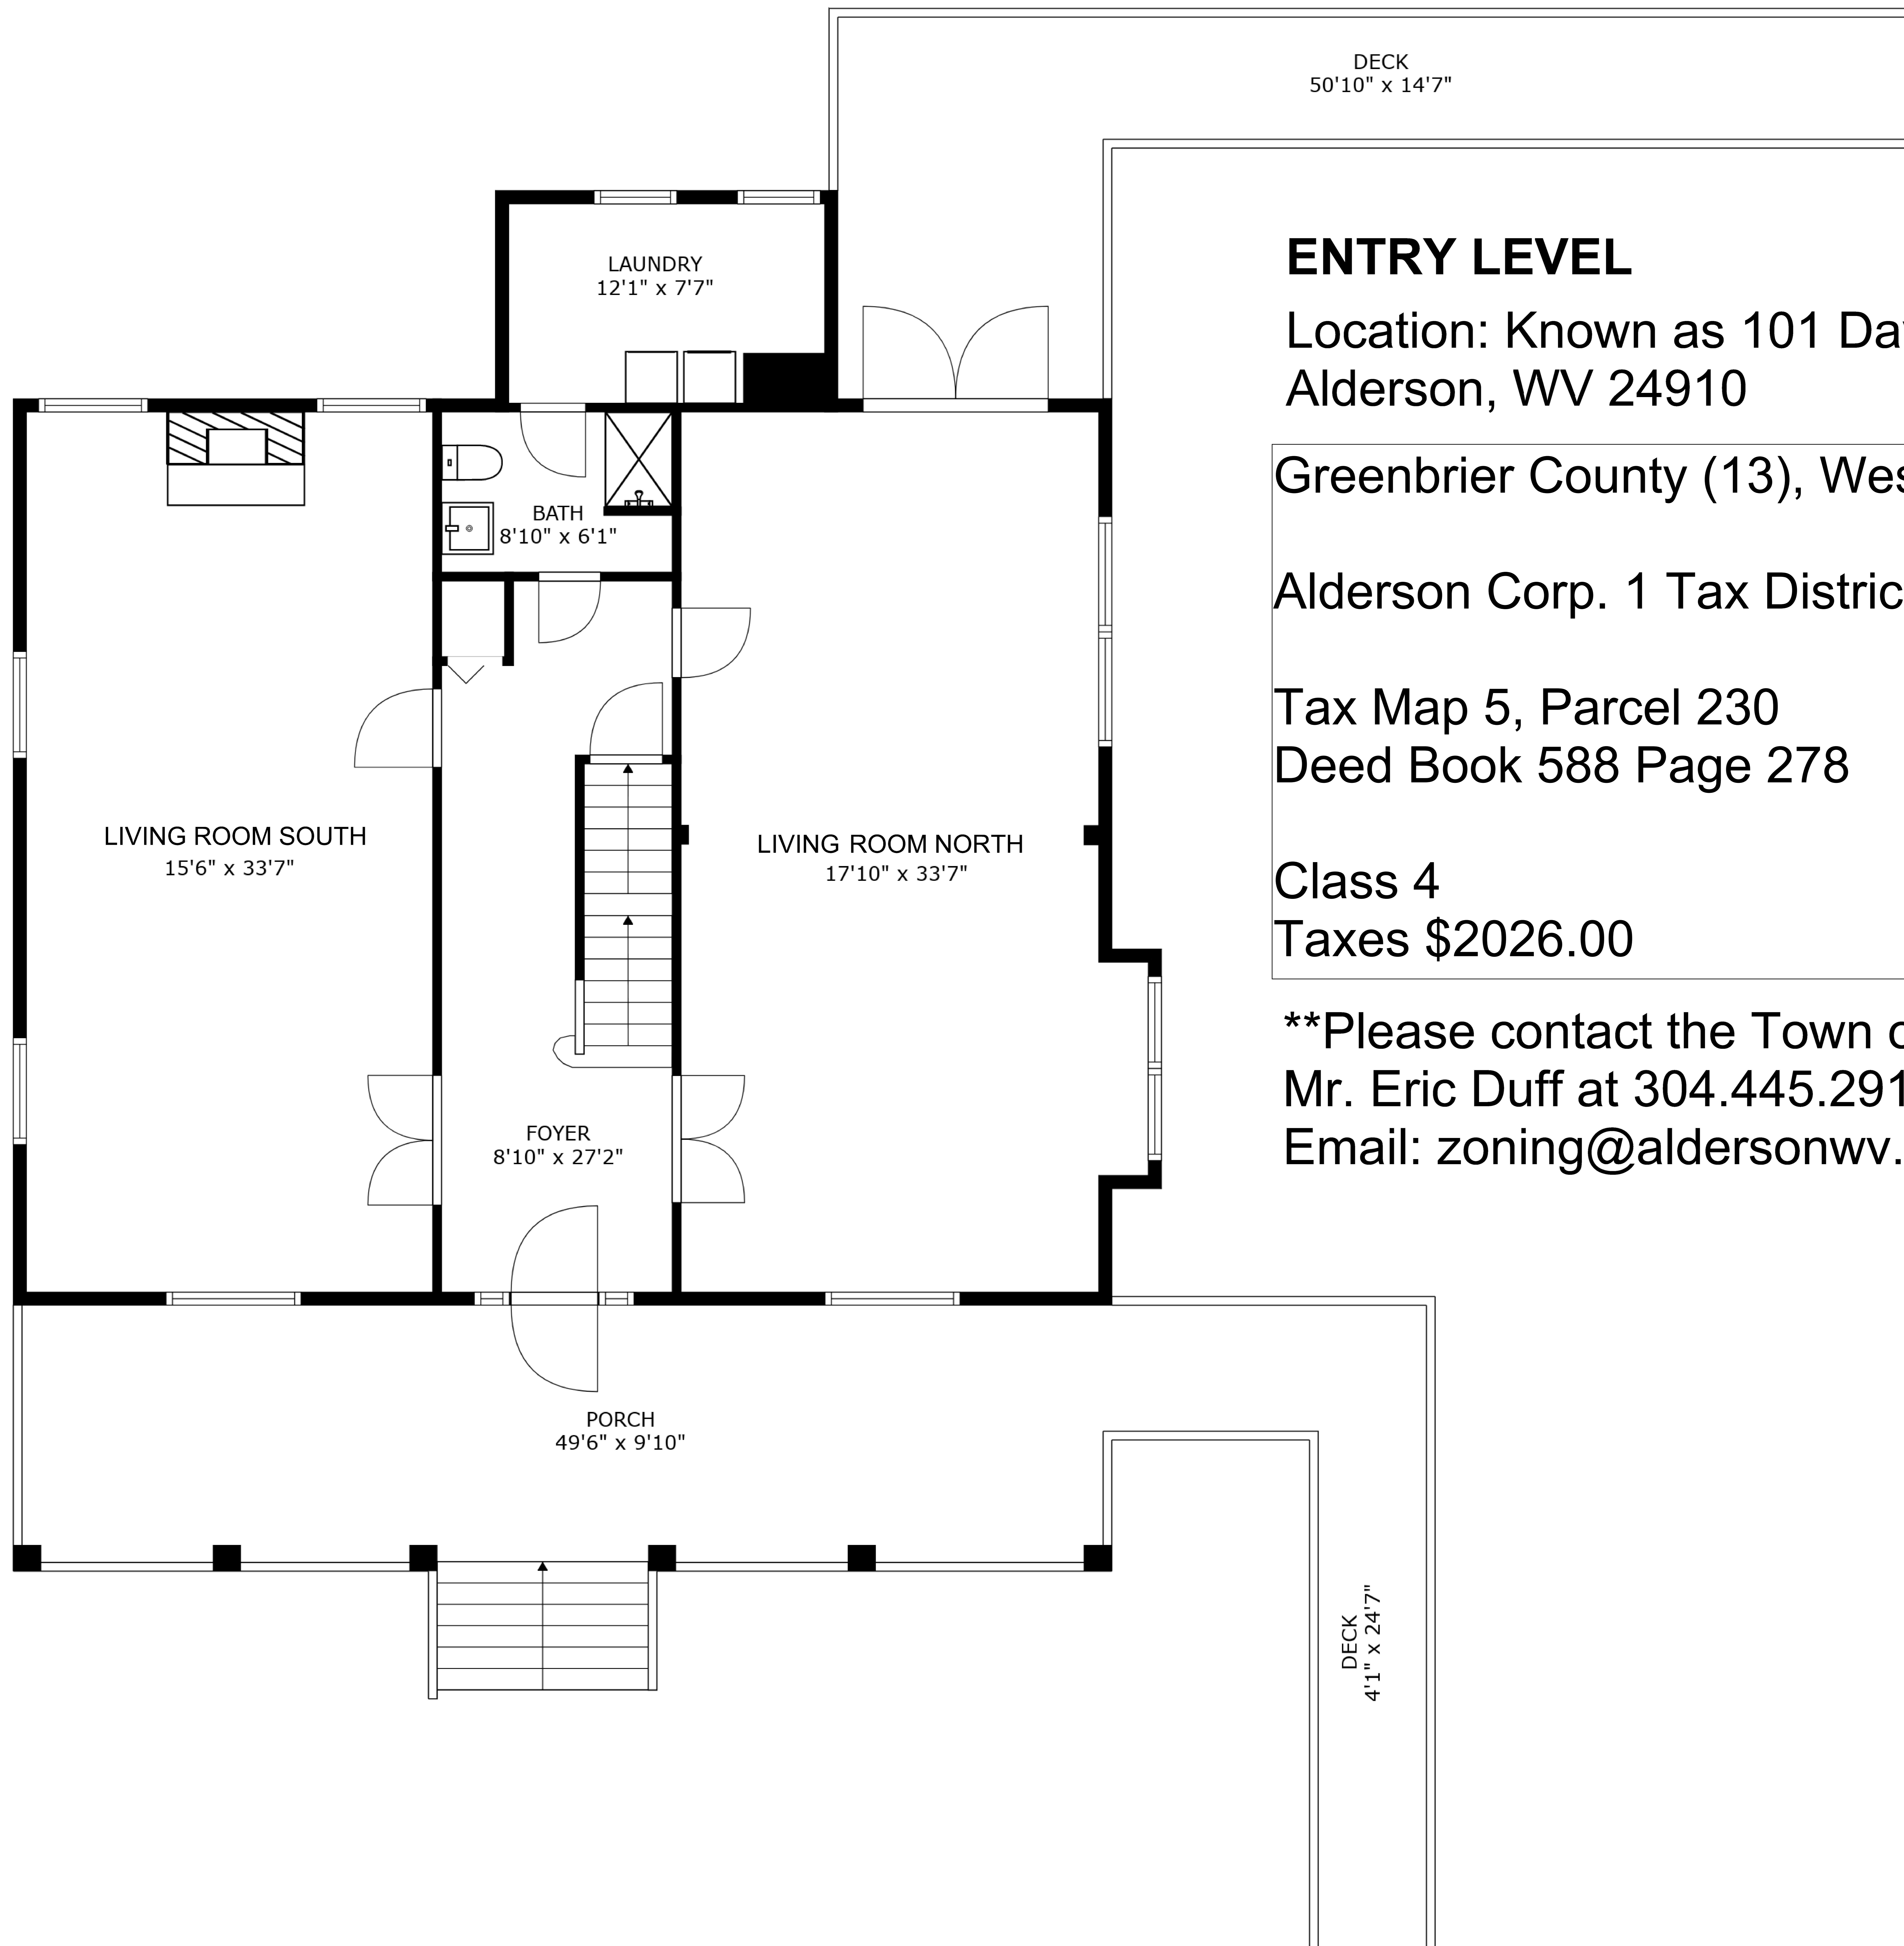 DECK
50'10" x 14'7"
LAUNDRY
12'1" x 7'7"
ENTRY LEVEL
Location: Known as 101
Alderson, WV 24910
Greenbrier County (13),
Alderson Corp. 1 Tax
Tax Map 5, Parcel 230
Deed Book 588 Page 278
Class 4
Taxes $2026.00
**Please contact the Town
Mr. Eric Duff at 304.445.291
Email: zoning@aldersonwv.
BATH
8'10" x 6'1"
LIVING ROOM SOUTH
15'6" x 33'7"
LIVING ROOM NORTH
17'10" x 33'7"
FOYER
8'10" x 27'2"
PORCH
49'6" x 9'10"
DECK
4'1" x 24'7"